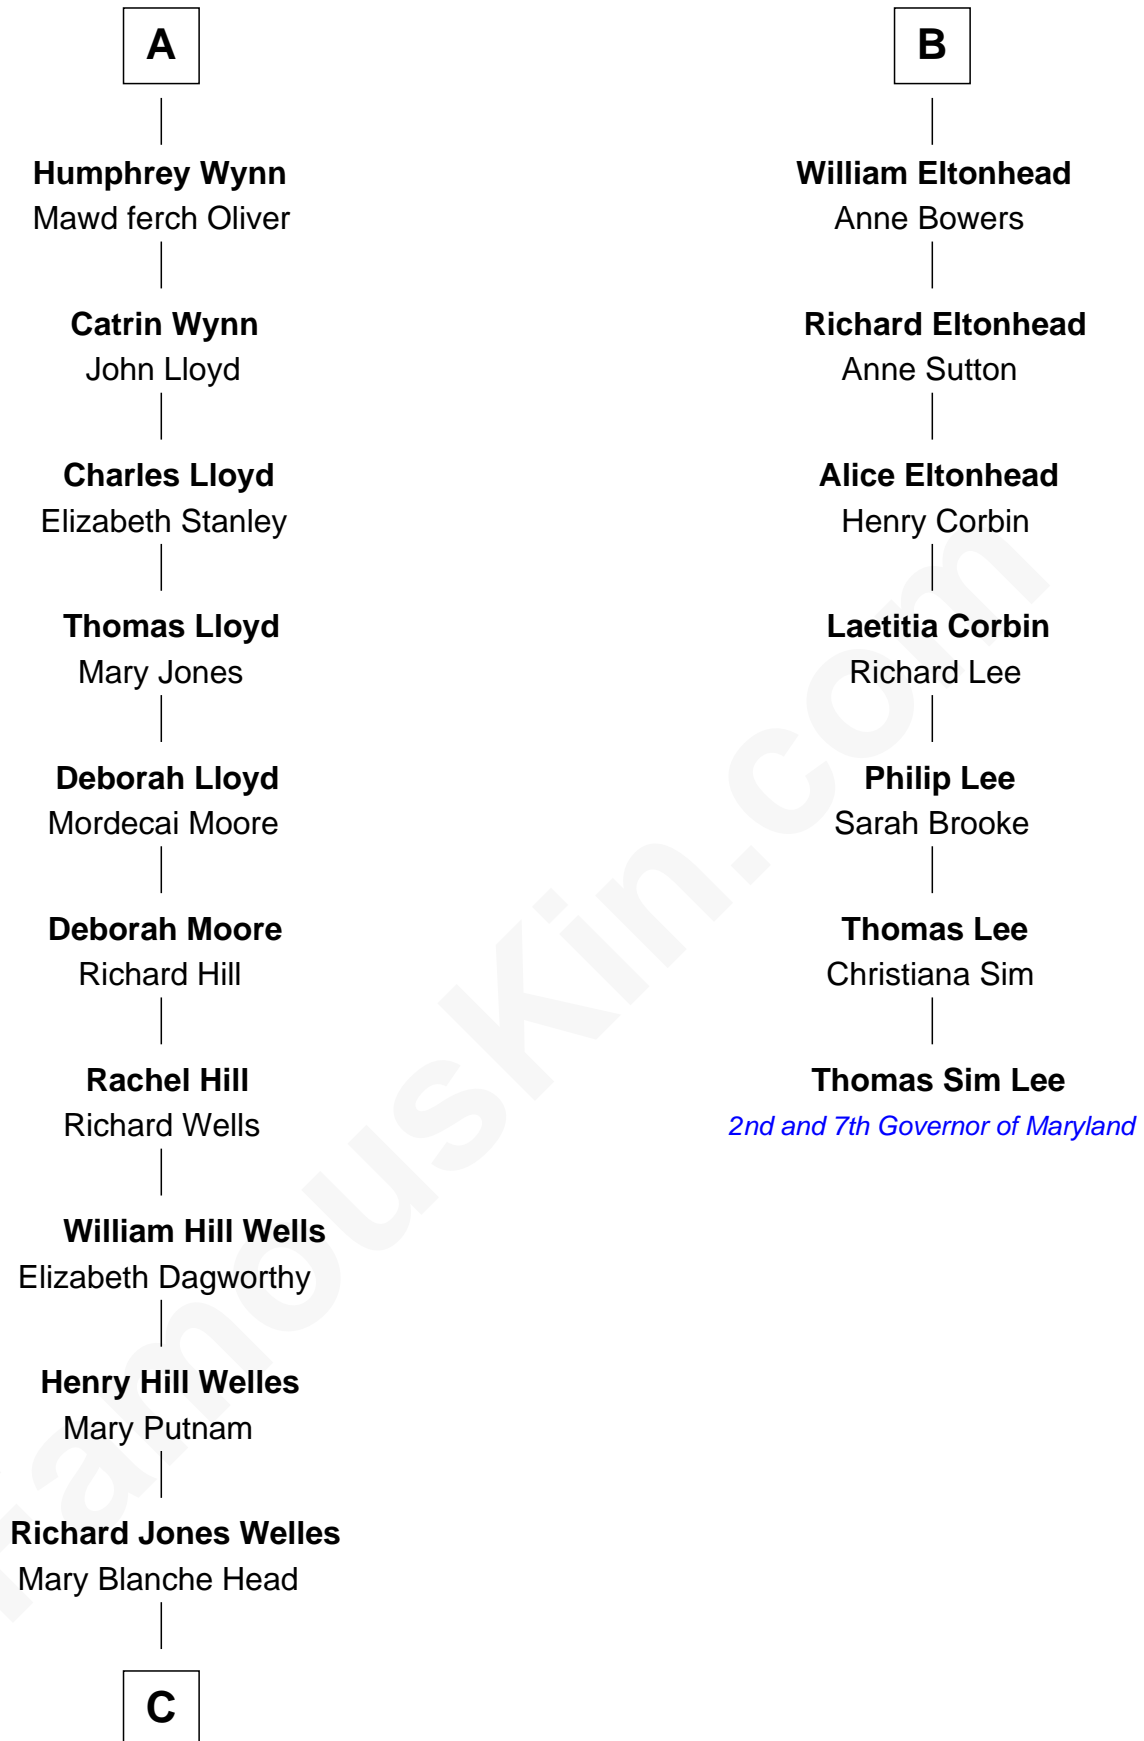 A
Humphrey Wynn
Mawd ferch Oliver
Catrin Wynn
John Lloyd
Charles Lloyd
Elizabeth Stanley
Thomas Lloyd
Mary Jones
Deborah Lloyd
Mordecai Moore
Deborah Moore
Richard Hill
Rachel Hill
Richard Wells
William Hill Wells
Elizabeth Dagworthy
Henry Hill Welles
Mary Putnam
Richard Jones Welles
Mary Blanche Head
C
B
William Eltonhead
Anne Bowers
Richard Eltonhead
Anne Sutton
Alice Eltonhead
Henry Corbin
Laetitia Corbin
Richard Lee
Philip Lee
Sarah Brooke
Thomas Lee
Christiana Sim
Thomas Sim Lee
2nd and 7th Governor of Maryland
FamousKin.com